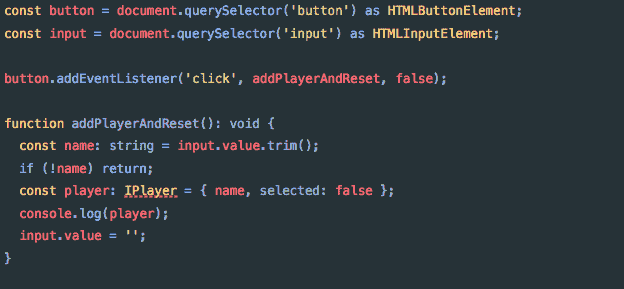 const button = document.querySelector('button') as HTMLButtonElement;
const input = document.querySelector('input') as HTMLInputElement;
button.addEventListener('click', addPlayerAndReset, false);
function addPlayerAndReset(): void {
const name: string = input.value.trim();
if (!name) return;
const player: IPlayer = { name, selected: false };
console.log(player);
input.value = '';
}